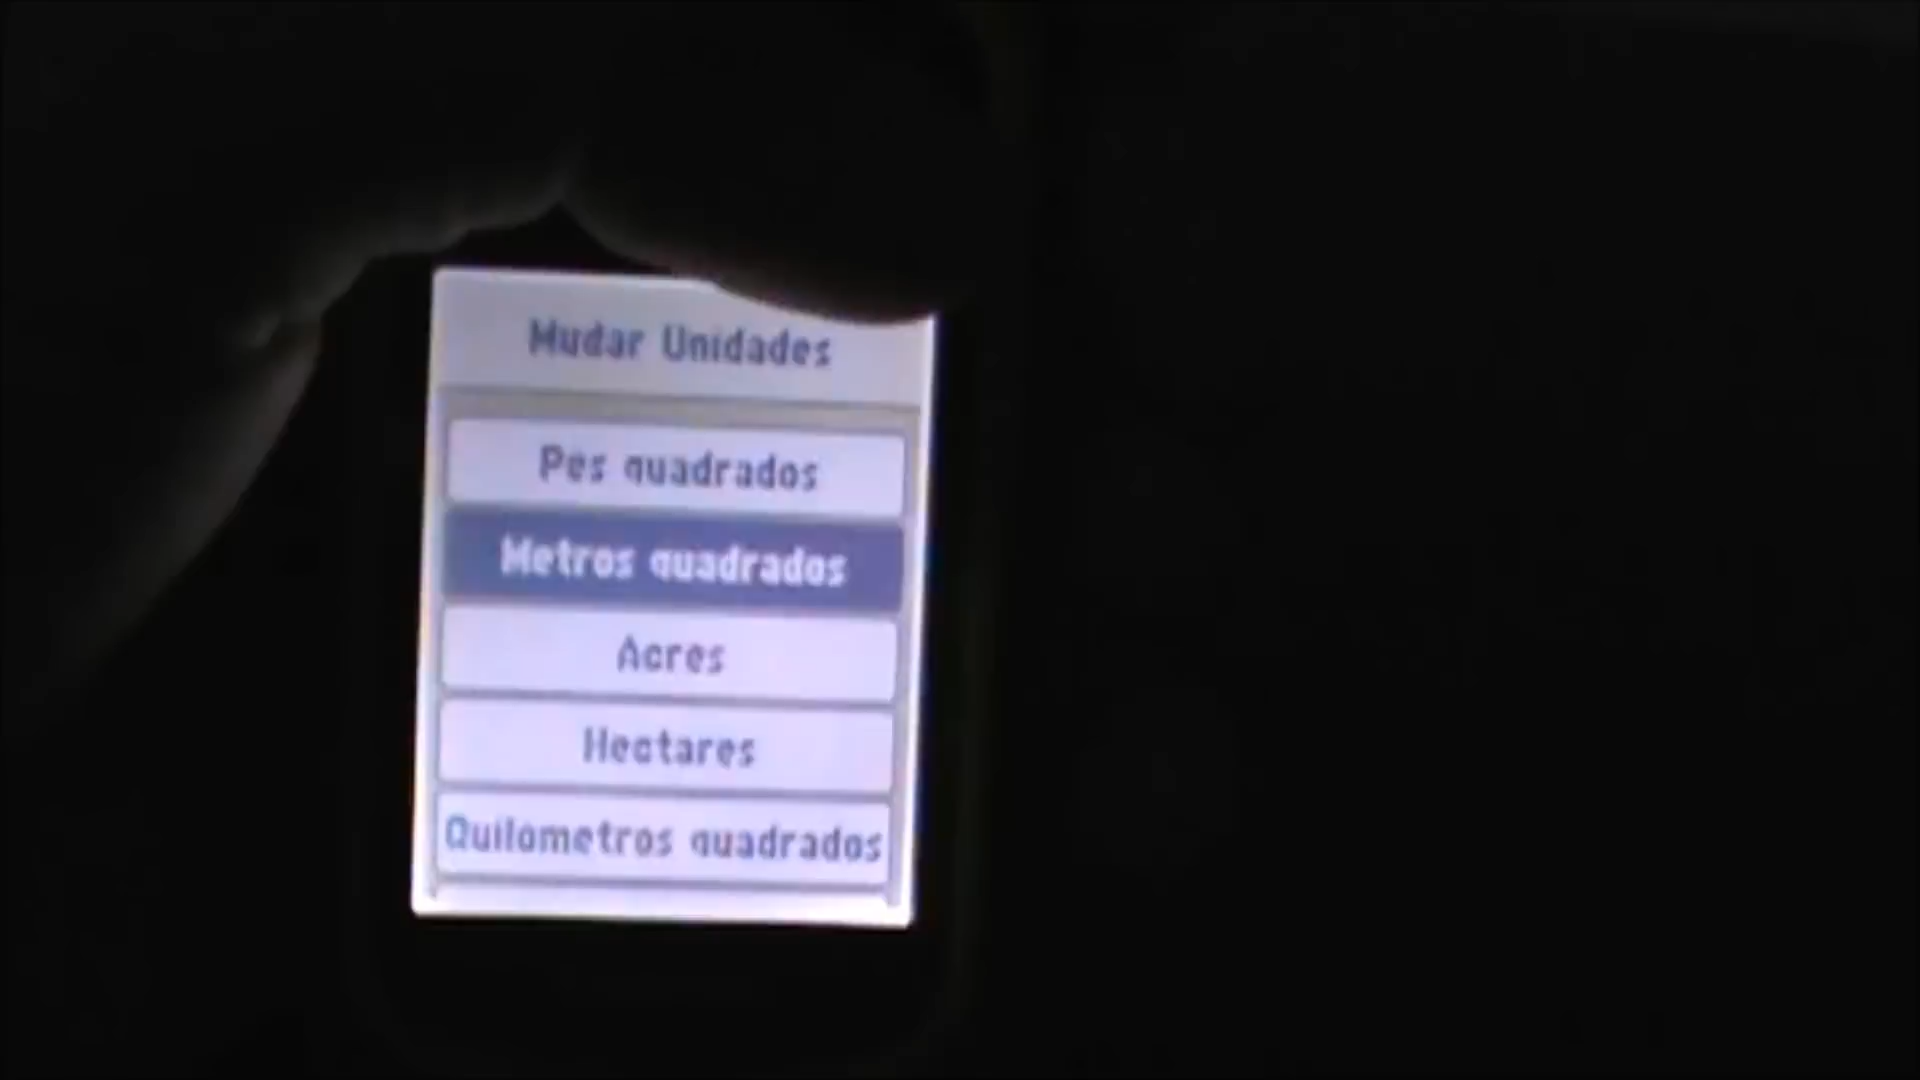 Mudar Unidades
Pes quadrados
Metros quadrados
Acres
Hectares
Quilometros quadrados